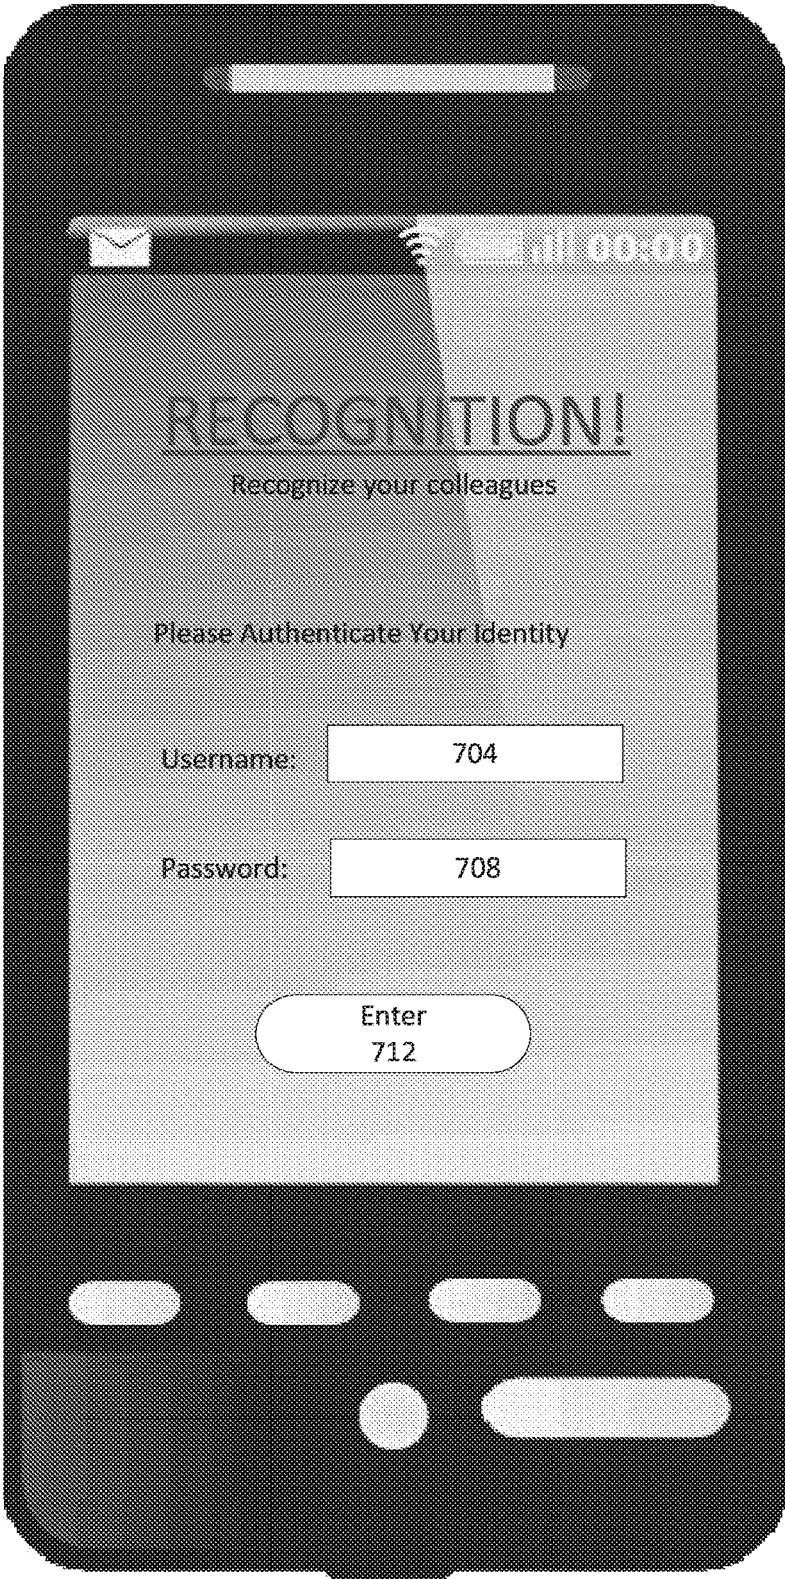 00:00
RECOGNITION!
Recognize your colleagues
Please Authenticate Your Identity
Username: 704
Password: 708
Enter
712